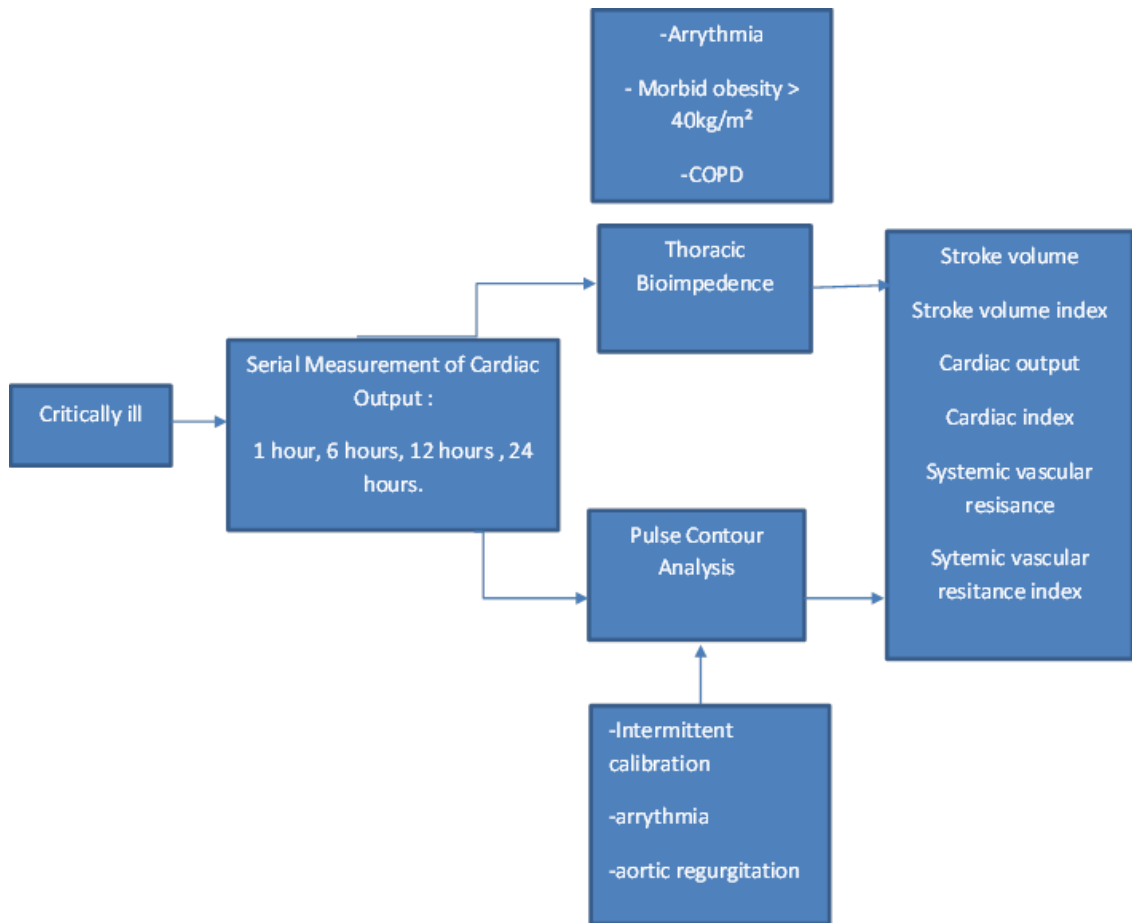 -Arrythmia
- Morbid obesity >
40kg/m²
-COPD
Thoracic
Bioimpedence
Stroke volume
Stroke volume index
Cardiac output
Cardiac index
Systemic vascular
resisance
Sytemic vascular
resitance index
Serial Measurement of Cardiac
Output :
1 hour, 6 hours, 12 hours , 24
hours.
Critically ill
Pulse Contour
Analysis
-Intermittent
calibration
-arrythmia
-aortic regurgitation